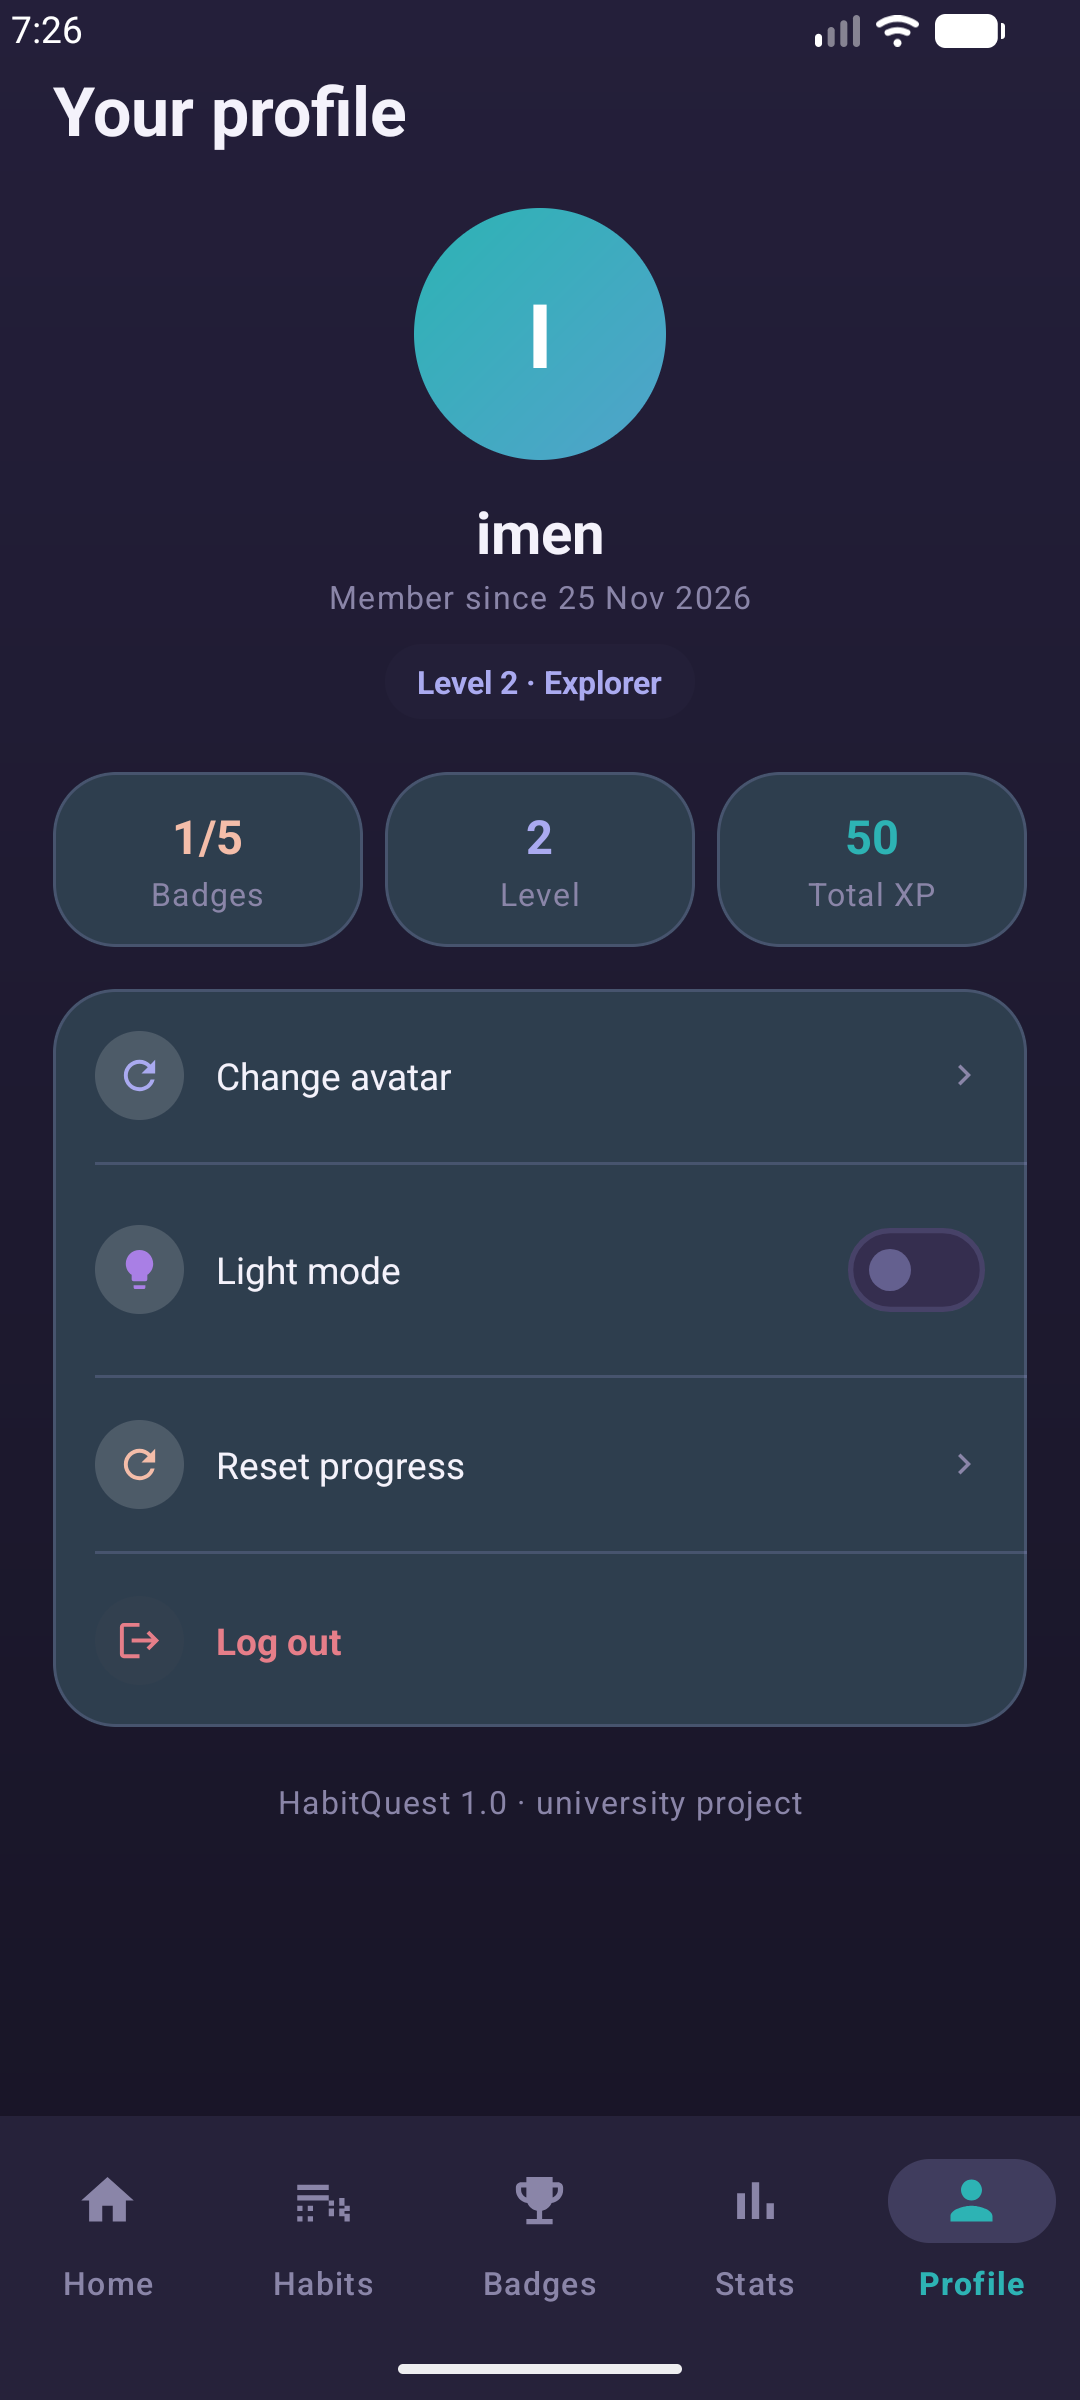 7:26
Your profile
I
imen
Member since 25 Nov 2026
Level 2 · Explorer
1/5
Badges
2
Level
50
Total XP
Change avatar
Light mode
Reset progress
Log out
HabitQuest 1.0 · university project
Home
Habits
Badges
Stats
Profile